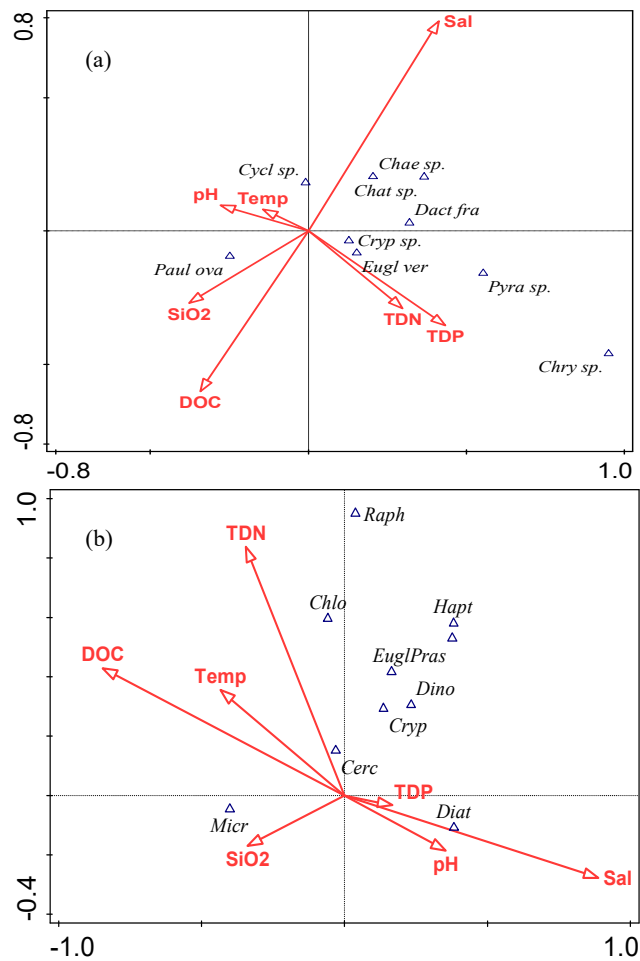 0.8
(a)
Sal
Cycl sp.
Chae sp.
Chat sp.
pH
Temp
Dact fra
Cryp sp.
Paul ova
Eugl ver
Pyra sp.
SiO2
TDN
TDP
Chry sp.
DOC
-0.8
-0.8
1.0
1.0
(b)
Raph
TDN
Chlo
Hapt
DOC
EuglPras
Temp
Dino
Cryp
Cerc
TDP
Micr
Diat
SiO2
pH
Sal
-0.4
-1.0
1.0